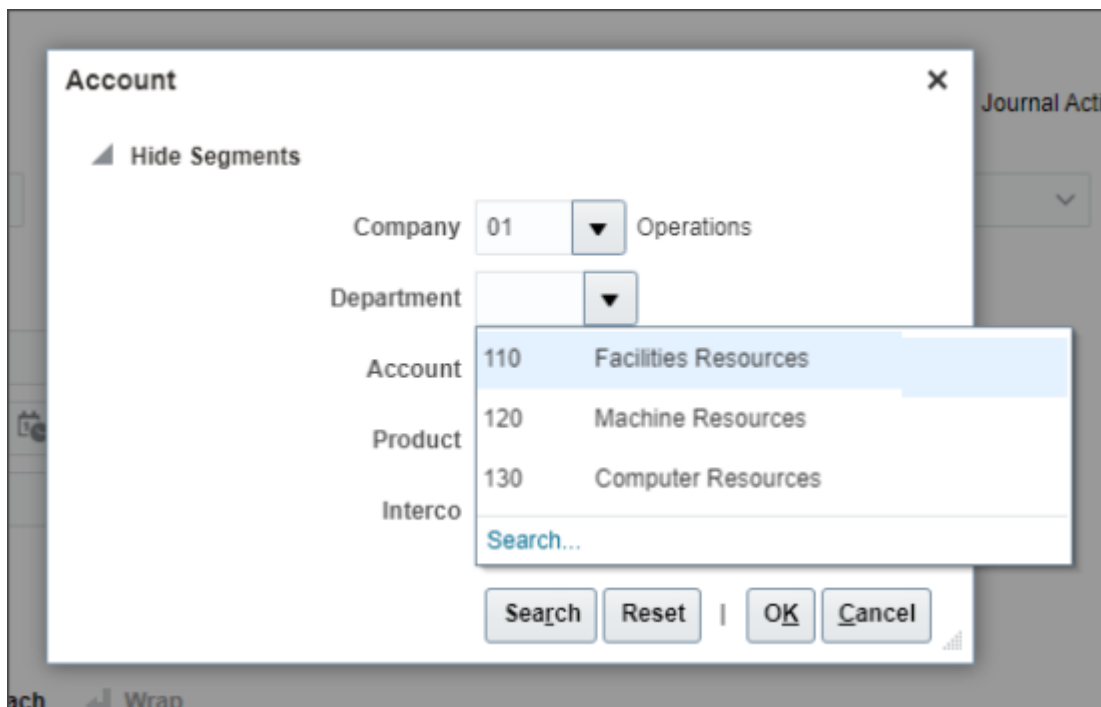 Account
Journal Acti
Hide Segments
Company 01 Operations
Department
Account
110 Facilities Resources
120 Machine Resources
Product
130 Computer Resources
Interco
Search...
Search Reset | OK Cancel
ach Wrap